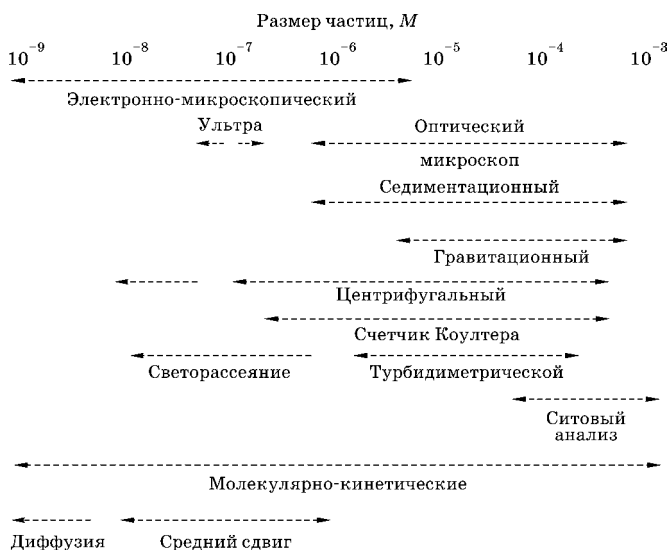 Размер частиц, М
10⁻⁹ 10⁻⁸ 10⁻⁷ 10⁻⁶ 10⁻⁵ 10⁻⁴ 10⁻³
Электронно-микроскопический
Ультра Оптический
микроскоп
Седиментационный
Гравитационный
Центрифугальный
Счетчик Коултера
Светорассеяние Турбидиметрической
Ситовый
анализ
Молекулярно-кинетические
Диффузия Средний сдвиг